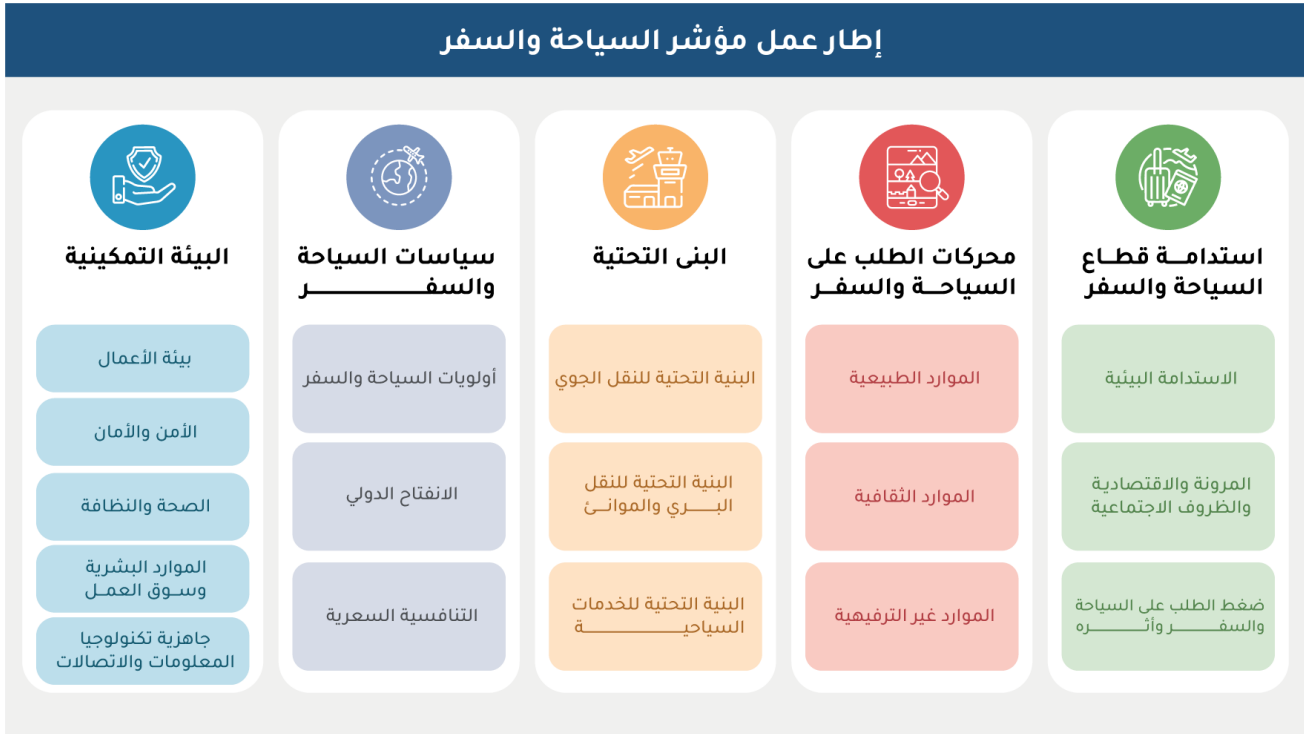 إطار عمل مؤشر السياحة والسفر
استدامة قطاع
السياحة والسفر
الاستدامة البيئية
المرونة والاقتصادية
والظروف الاجتماعية
ضغط الطلب على السياحة
والسفر وأثره
محركات الطلب على
السياحة والسفر
الموارد الطبيعية
الموارد الثقافية
الموارد غير الترفيهية
البنى التحتية
البنية التحتية للنقل الجوي
البنية التحتية للنقل
البري والموانئ
البنية التحتية للخدمات
السياحية
سياسات السياحة
والسفر
أولويات السياحة والسفر
الانفتاح الدولي
التنافسية السعرية
البيئة التمكينية
بيئة الأعمال
الأمن والأمان
الصحة والنظافة
الموارد البشرية
وسوق العمل
جاهزية تكنولوجيا
المعلومات والاتصالات